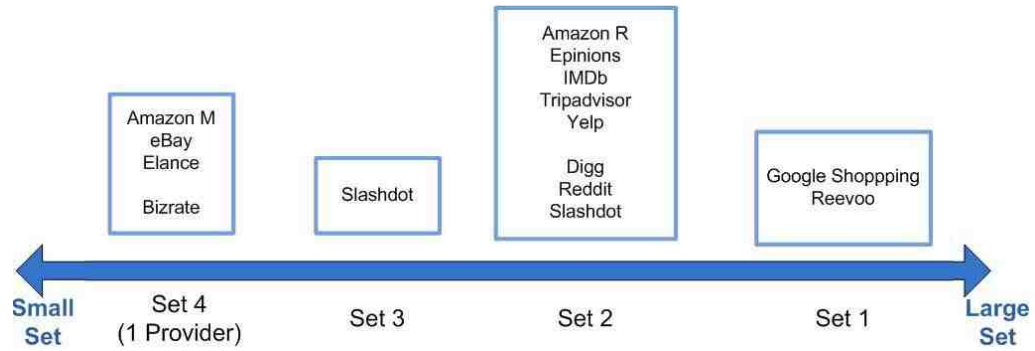 Amazon M
eBay
Elance
Bizrate
Slashdot
Amazon R
Epinions
IMDb
Tripadvisor
Yelp
Digg
Reddit
Slashdot
Google Shoppping
Reevoo
Small
Set
Set 4
(1 Provider)
Set 3
Set 2
Set 1
Large
Set